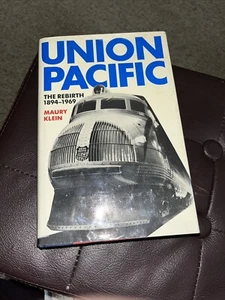 UNION
PACIFIC
THE REBIRTH
1894-1969
MAURY
KLEIN